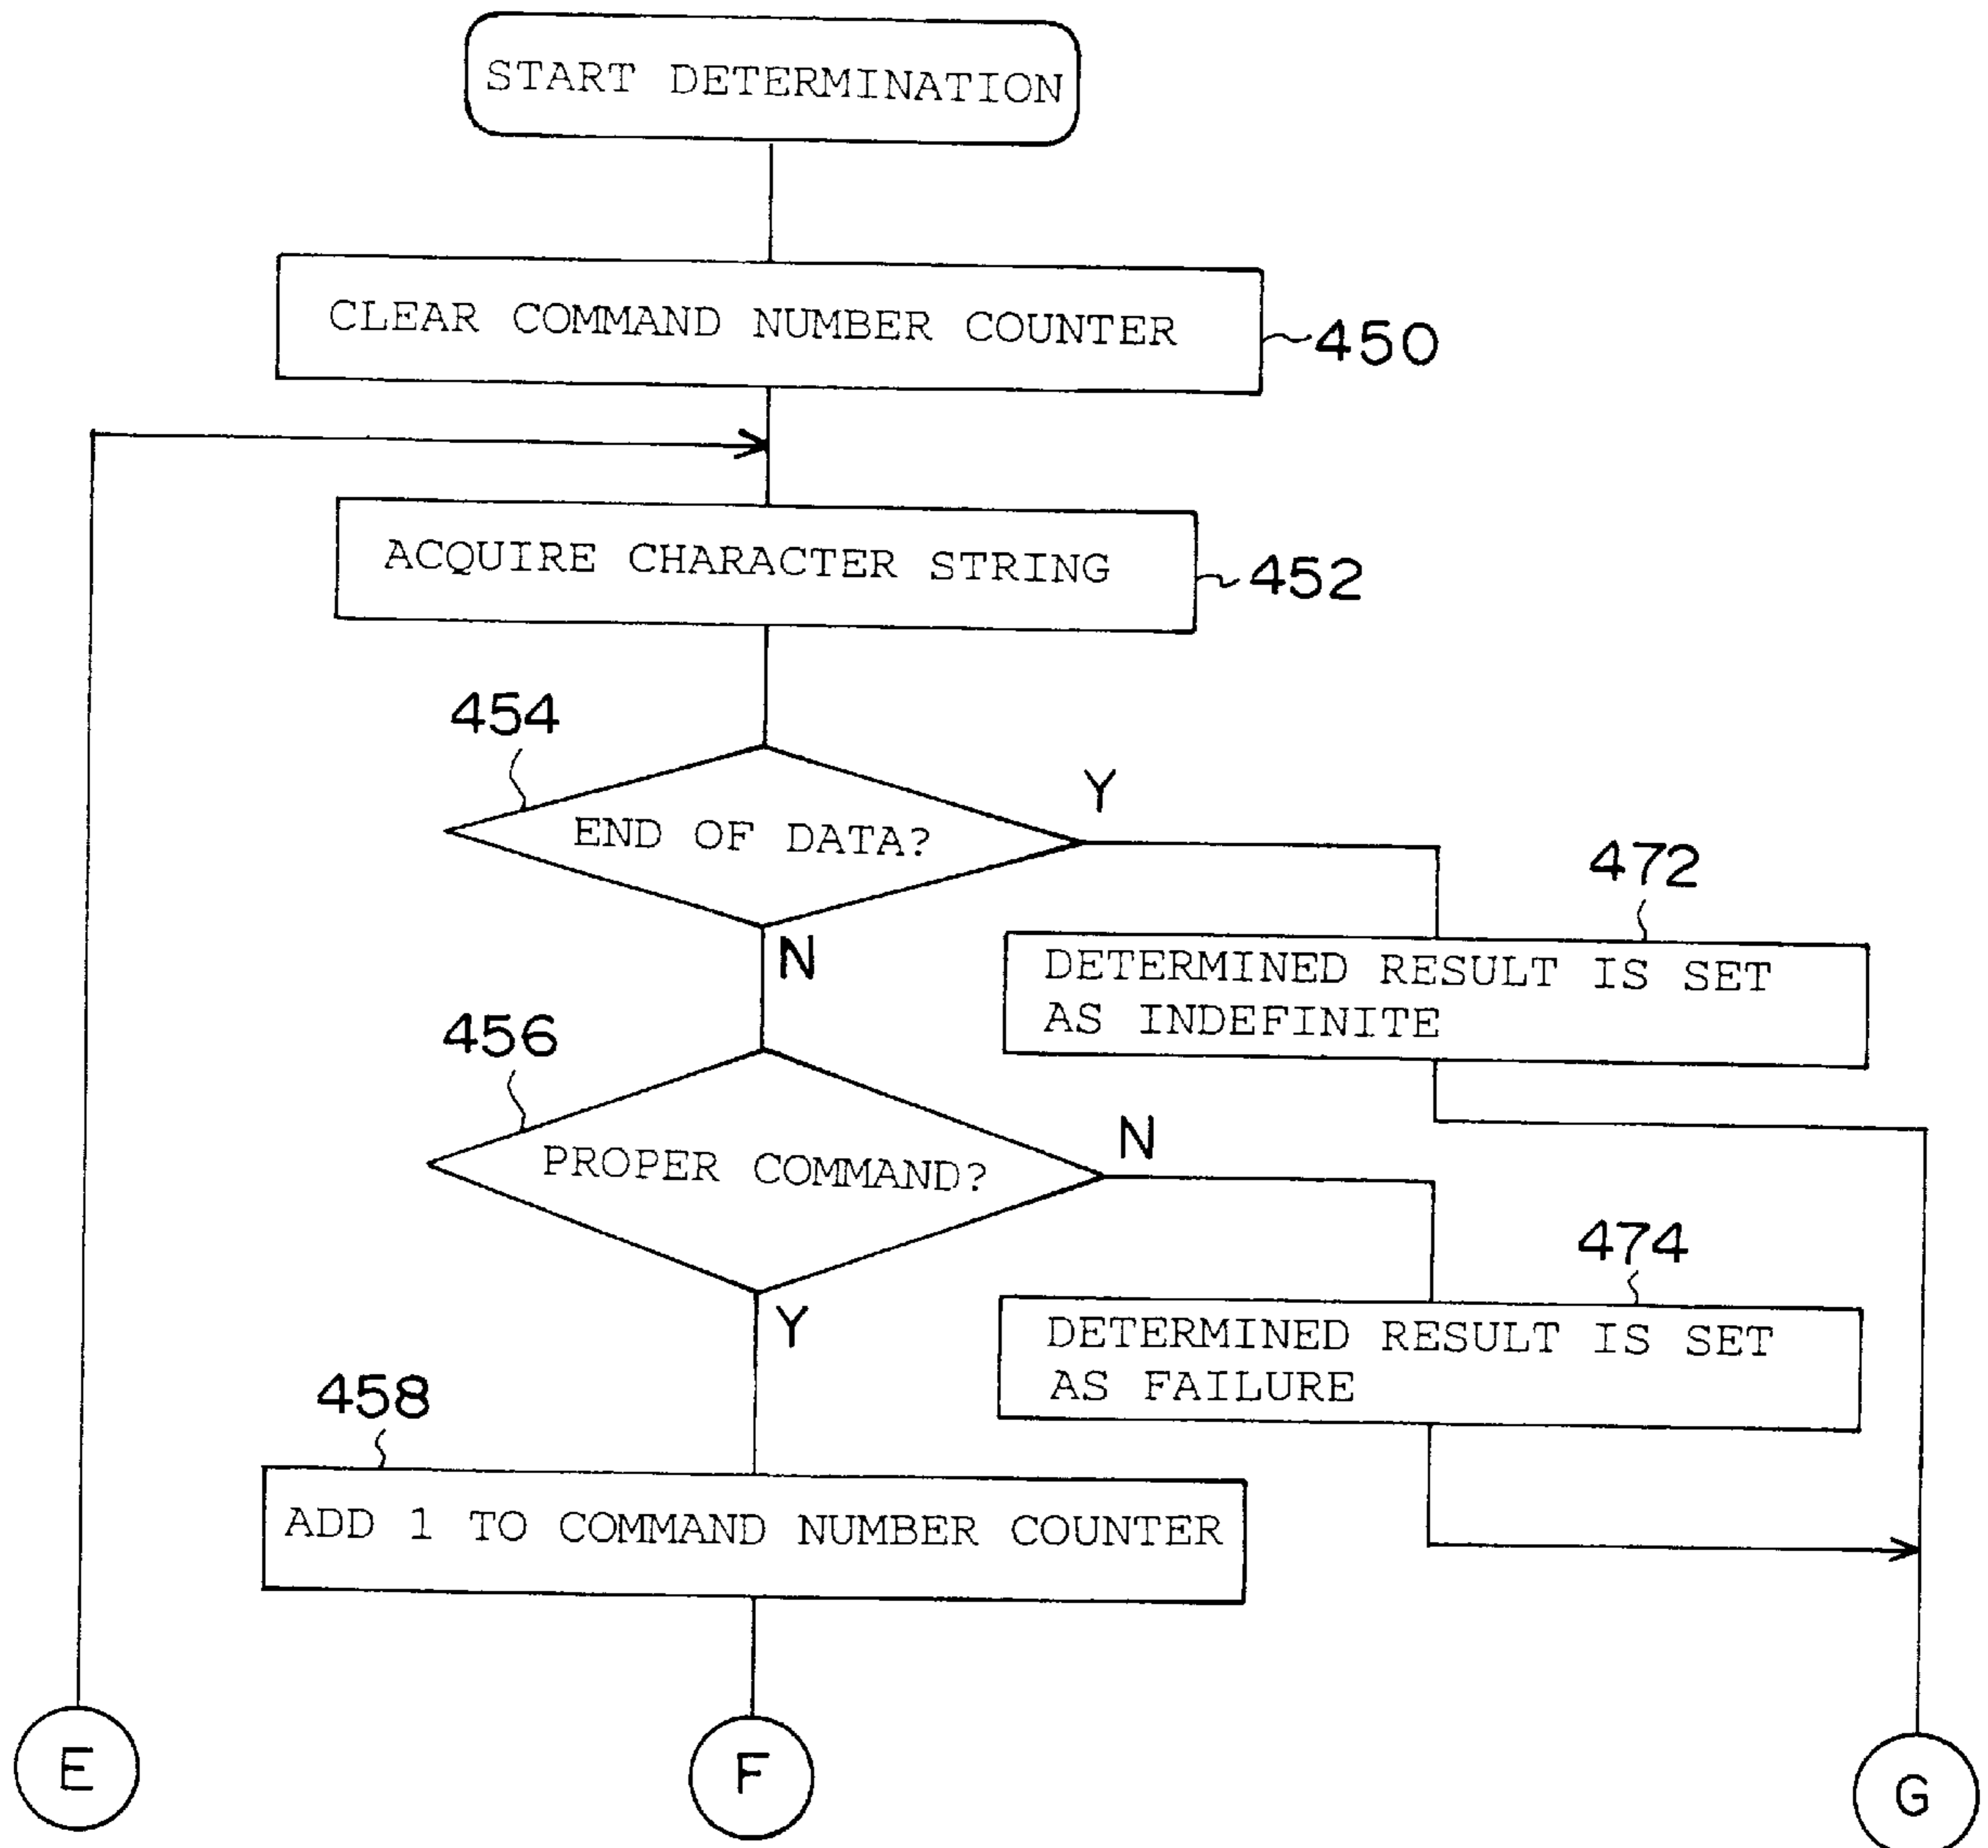 START DETERMINATION
CLEAR COMMAND NUMBER COUNTER
450
ACQUIRE CHARACTER STRING
452
454
END OF DATA?
Y
N
472
DETERMINED RESULT IS SET
AS INDEFINITE
456
PROPER COMMAND?
N
Y
474
DETERMINED RESULT IS SET
AS FAILURE
458
ADD 1 TO COMMAND NUMBER COUNTER
E
F
G